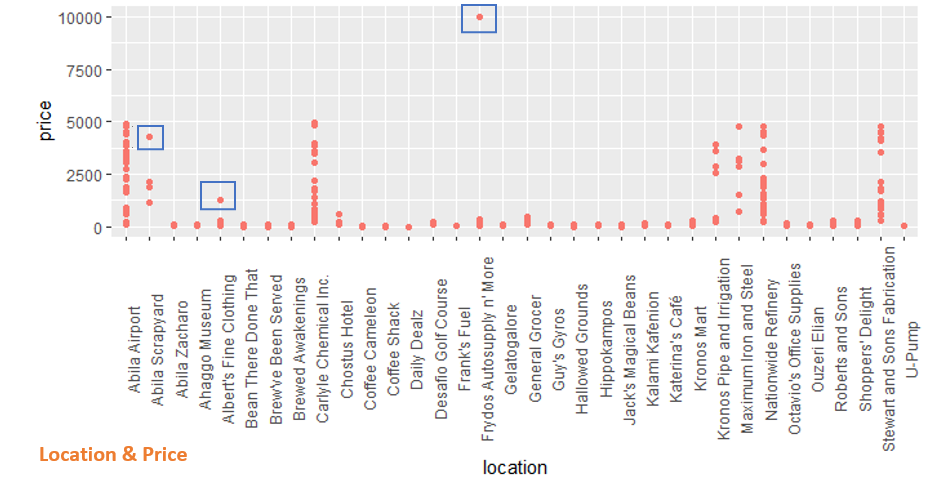 10000
7500
5000
2500
0
price
Abila Airport
Abila Scrapyard
Abila Zacharo
Ahaggo Museum
Albert's Fine Clothing
Bean There Done That
Brew've Been Served
Brewed Awakenings
Carlyle Chemical Inc.
Chostus Hotel
Coffee Cameleon
Coffee Shack
Daily Dealz
Desafio Golf Course
Frank's Fuel
Frydos Autosupply n' More
Gelatogalore
General Grocer
Guy's Gyros
Hallowed Grounds
Hippokampos
Jack's Magical Beans
Kalami Kafenion
Katerina's Café
Kronos Mart
Kronos Pipe and Irrigation
Maximum Iron and Steel
Nationwide Refinery
Octavio's Office Supplies
Ouzeri Elian
Roberts and Sons
Shoppers' Delight
Stewart and Sons Fabrication
U-Pump
Location & Price
location